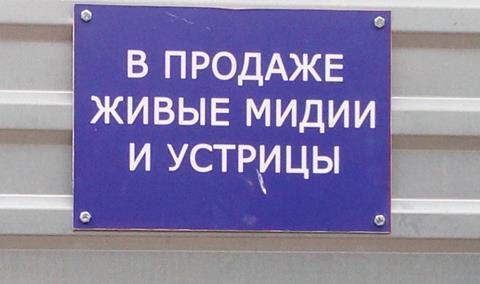 В ПРОДАЖЕ
ЖИВЫЕ МИДИИ
И УСТРИЦЫ